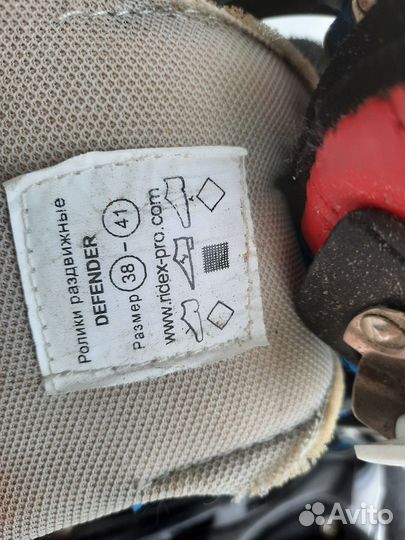 Ролики раздвижные
DEFENDER
Размер 38 - 41
www.ridex-pro.com
Avito